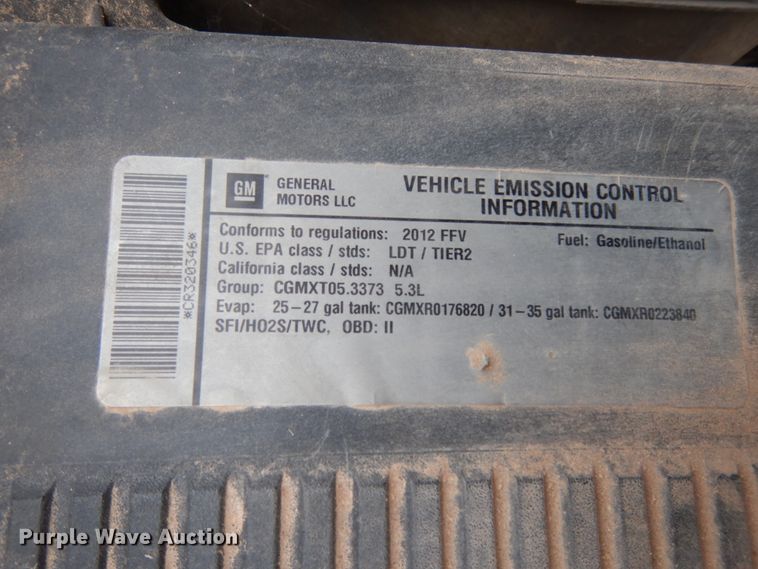 GM
GENERAL
MOTORS LLC
VEHICLE EMISSION CONTROL
INFORMATION
Conforms to regulations: 2012 FFV
Fuel: Gasoline/Ethanol
U.S. EPA class / stds: LDT / TIER2
California class / stds: N/A
Group: CGMXT05.3373 5.3L
Evap: 25-27 gal tank: CGMXR0176820 / 31-35 gal tank: CGMXR0223840
SFI/HO2S/TWC, OBD: II
*CR320346*
Purple Wave Auction